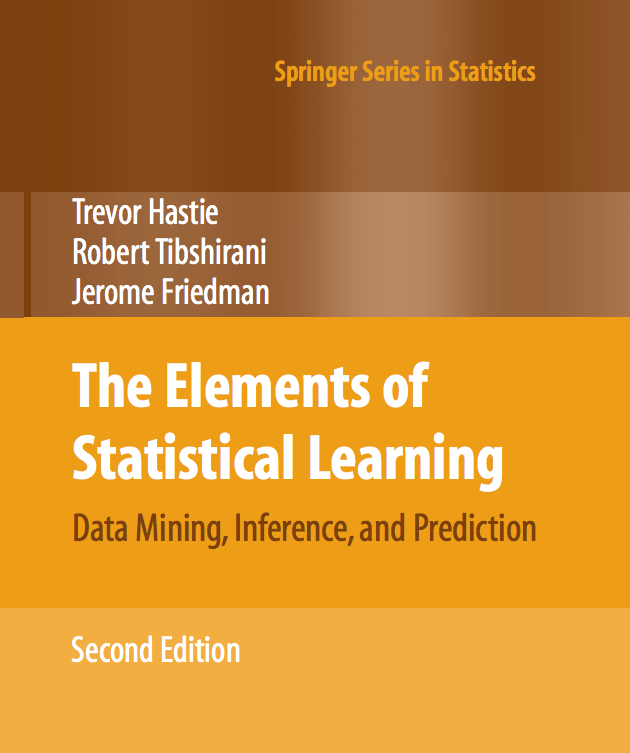 Springer Series in Statistics
Trevor Hastie
Robert Tibshirani
Jerome Friedman
The Elements of
Statistical Learning
Data Mining, Inference, and Prediction
Second Edition